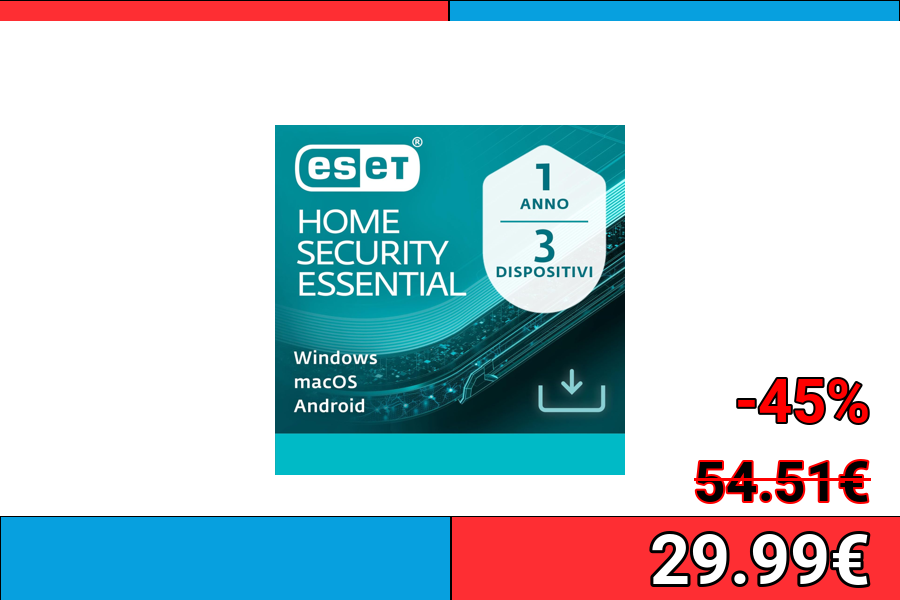 eset®
HOME
SECURITY
ESSENTIAL
1
ANNO
3
DISPOSITIVI
Windows
macOS
Android
-45%
54.51€
29.99€